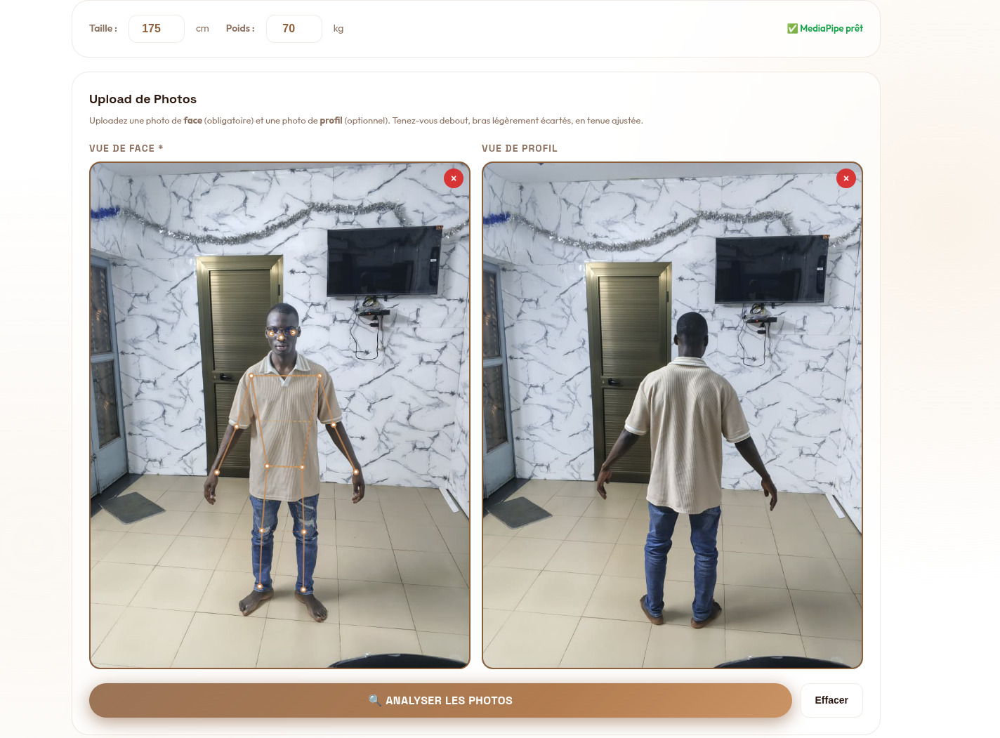 Taille : 175 cm Poids : 70 kg ✅ MediaPipe prêt
Upload de Photos
Uploadez une photo de face (obligatoire) et une photo de profil (optionnel). Tenez-vous debout, bras légèrement écartés, en tenue ajustée.
VUE DE FACE *
VUE DE PROFIL
×
×
🔍 ANALYSER LES PHOTOS
Effacer